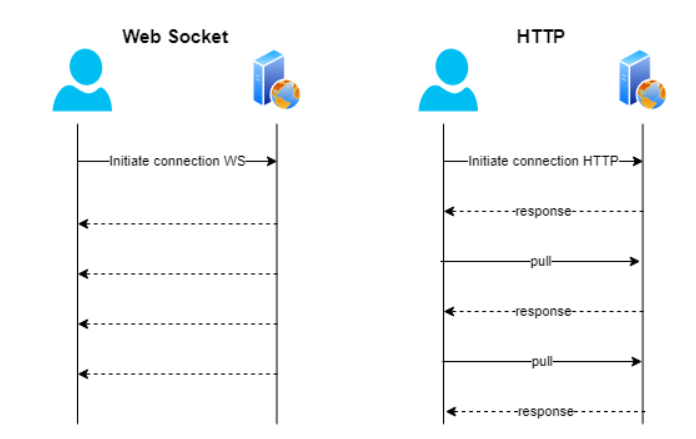 Web Socket
HTTP
Initiate connection WS
Initiate connection HTTP
response
pull
response
pull
response